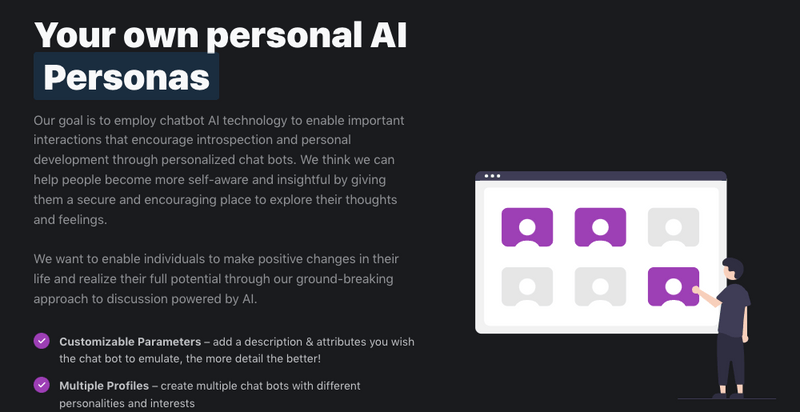 Your own personal AI
Personas
Our goal is to employ chatbot AI technology to enable important
interactions that encourage introspection and personal
development through personalized chat bots. We think we can
help people become more self-aware and insightful by giving
them a secure and encouraging place to explore their thoughts
and feelings.
We want to enable individuals to make positive changes in their
life and realize their full potential through our ground-breaking
approach to discussion powered by AI.
Customizable Parameters – add a description & attributes you wish
the chat bot to emulate, the more detail the better!
Multiple Profiles – create multiple chat bots with different
personalities and interests